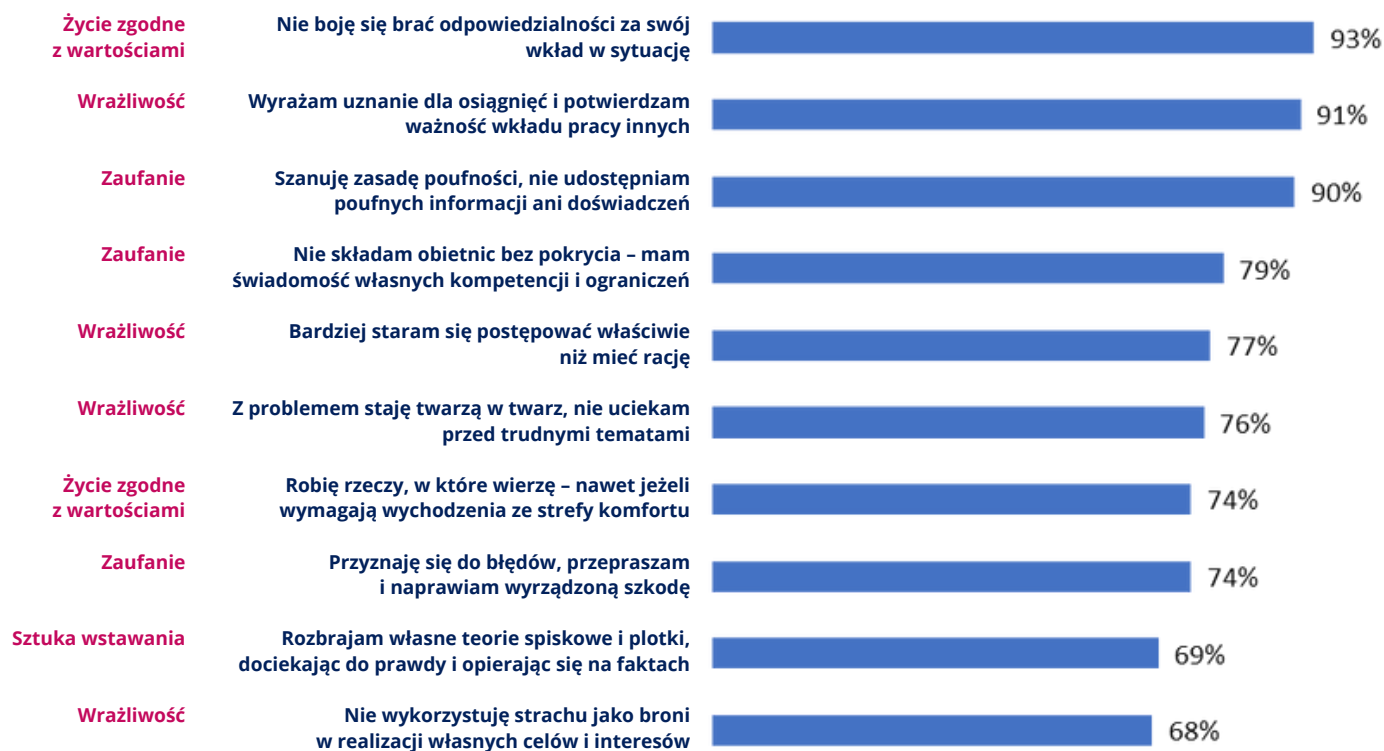 Życie zgodne
z wartościami
Nie boję się brać odpowiedzialności za swój
wkład w sytuację
93%
Wrażliwość
Wyrażam uznanie dla osiągnięć i potwierdzam
ważność wkładu pracy innych
91%
Zaufanie
Szanuję zasadę poufności, nie udostępniam
poufnych informacji ani doświadczeń
90%
Zaufanie
Nie składam obietnic bez pokrycia – mam
świadomość własnych kompetencji i ograniczeń
79%
Wrażliwość
Bardziej staram się postępować właściwie
niż mieć rację
77%
Wrażliwość
Z problemem staję twarzą w twarz, nie uciekam
przed trudnymi tematami
76%
Życie zgodne
z wartościami
Robię rzeczy, w które wierzę – nawet jeżeli
wymagają wychodzenia ze strefy komfortu
74%
Zaufanie
Przyznaję się do błędów, przepraszam
i naprawiam wyrządzoną szkodę
74%
Sztuka wstawania
Rozbrajam własne teorie spiskowe i plotki,
dociekając do prawdy i opierając się na faktach
69%
Wrażliwość
Nie wykorzystuję strachu jako broni
w realizacji własnych celów i interesów
68%